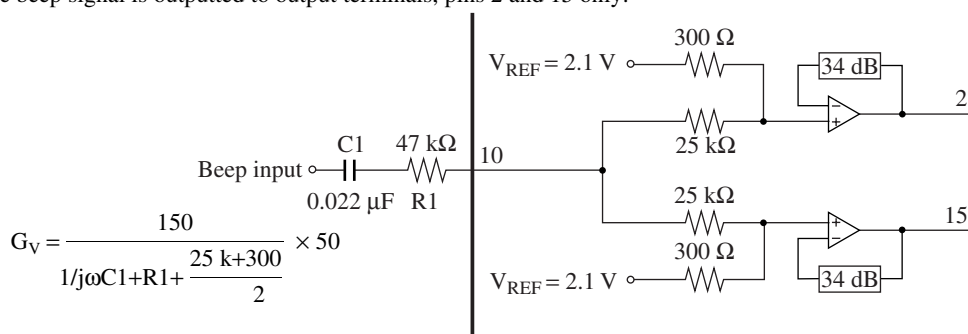 e beep signal is outputted to output terminals, pins 2 and 15 only.
300 Ω
V_REF = 2.1 V
34 dB
2
25 kΩ
C1
47 kΩ
10
Beep input
0.022 μF R1
25 kΩ
15
G_V = 150 / (1/jωC1+R1+ (25 k+300)/2) × 50
300 Ω
V_REF = 2.1 V
34 dB